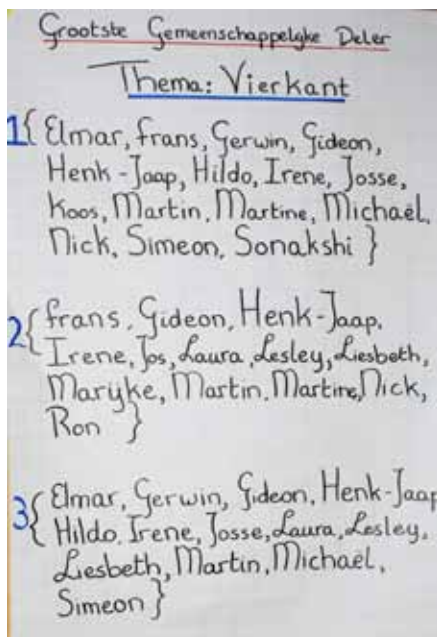 Grootste Gemeenschappelijke Deler
Thema: Vierkant
1{ Elmar, Frans, Gerwin, Gideon,
Henk-Jaap, Hildo, Irene, Josse,
Koos, Martin, Martine, Michaël,
Nick, Simeon, Sonakshi }
2{ Frans, Gideon, Henk-Jaap,
Irene, Jos, Laura, Lesley, Liesbeth,
Marijke, Martin, Martine, Nick,
Ron }
3{ Elmar, Gerwin, Gideon, Henk-Jaap
Hildo, Irene, Josse, Laura, Lesley,
Liesbeth, Martin, Michaël,
Simeon }